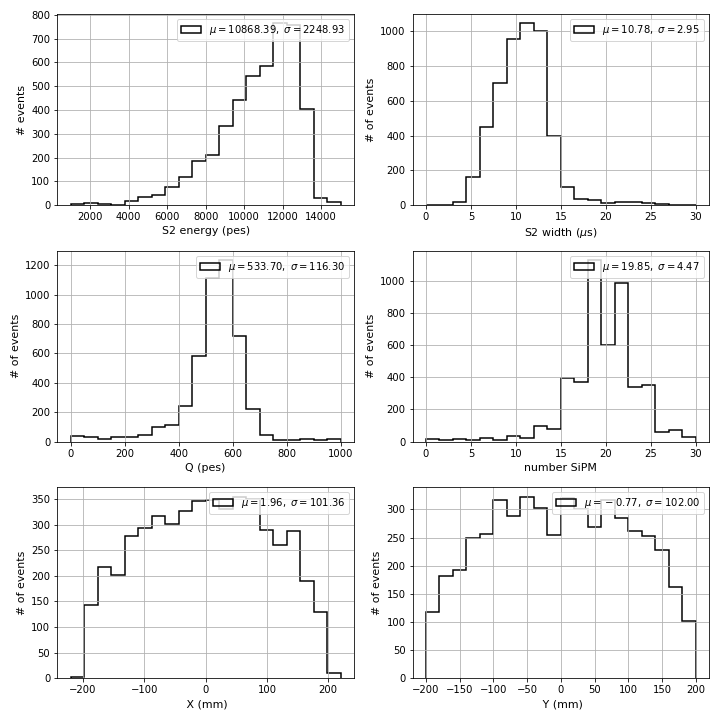 800
700
600
500
400
300
200
100
0
# events
μ = 10868.39, σ = 2248.93
2000 4000 6000 8000 10000 12000 14000
S2 energy (pes)
1000
800
600
400
200
0
# of events
μ = 10.78, σ = 2.95
0 5 10 15 20 25 30
S2 width (μs)
1200
1000
800
600
400
200
0
# of events
μ = 533.70, σ = 116.30
0 200 400 600 800 1000
Q (pes)
1000
800
600
400
200
0
# of events
μ = 19.85, σ = 4.47
0 5 10 15 20 25 30
number SiPM
350
300
250
200
150
100
50
0
# of events
μ = 1.96, σ = 101.36
−200 −100 0 100 200
X (mm)
300
250
200
150
100
50
0
# of events
μ = −0.77, σ = 102.00
−200 −150 −100 −50 0 50 100 150 200
Y (mm)